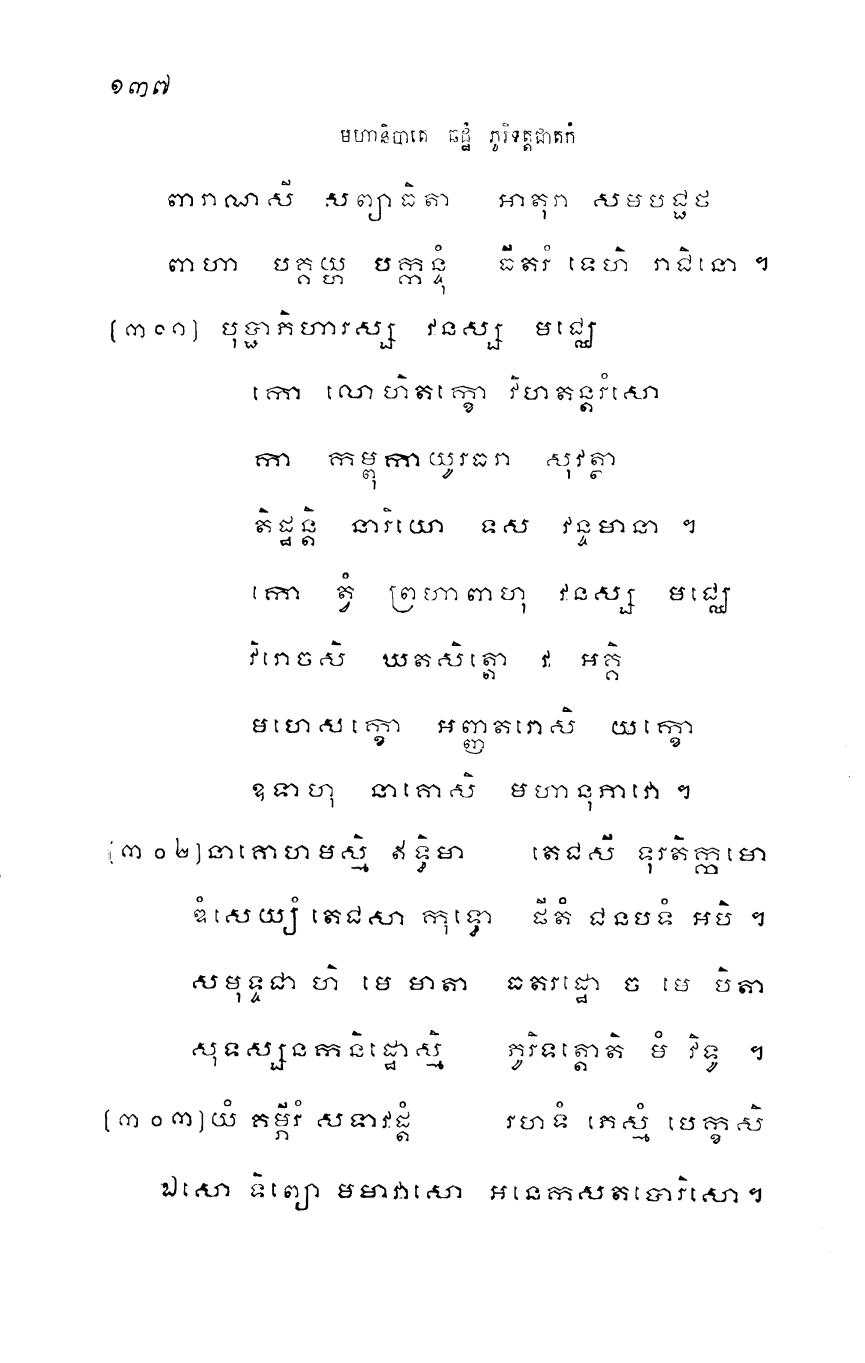 ១៣៧
មហានិបាតេ ឆដ្ឋំ ភូរិទត្តជាតកំ
ពារាណសី សព្យាធិតា អាតុរា សមបជ្ជថ
ពាហា បគ្គយ្ហ បក្កន្ទុំ ធីតរំ ទេហិ រាជិនោ ។
(៣០១) បុប្ផាភិហារស្ស វនស្ស មជ្ឈេ
កោ លោហិតក្ខោ វិហតន្តរំសោ
កា កម្ពុកាយូរធរា សុវត្ថា
តិដ្ឋន្តិ នារិយោ ទស វន្ទមានា ។
កោ ត្វំ ព្រហាពាហុ វនស្ស មជ្ឈេ
វិរោចសិ ឃតសិត្តោ វ អគ្គិ
មហេសក្ខោ អញ្ញតរោសិ យក្ខោ
ឧទាហុ នាគោសិ មហានុភាវោ ។
(៣០២) នាគោហមស្មិ ឥទ្ធិមា តេជសី ទុរតិក្កមោ
ឌំសេយ្យំ តេជសា កុទ្ធោ ផីតំ ជនបទំ អបិ ។
សមុទ្ទជា ហិ មេ មាតា ធតរដ្ឋោ ច មេ បិតា
សុទស្សនកនិដ្ឋោស្មិ ភូរិទត្តោតិ មំ វិទូ ។
(៣០៣) យំ គម្ភីរំ សទាវដ្តំ រហទំ ភេស្មំ បេក្ខសិ
ឯសោ ទិព្យោ មមាវាសោ អនេកសតបោរិសោ ។